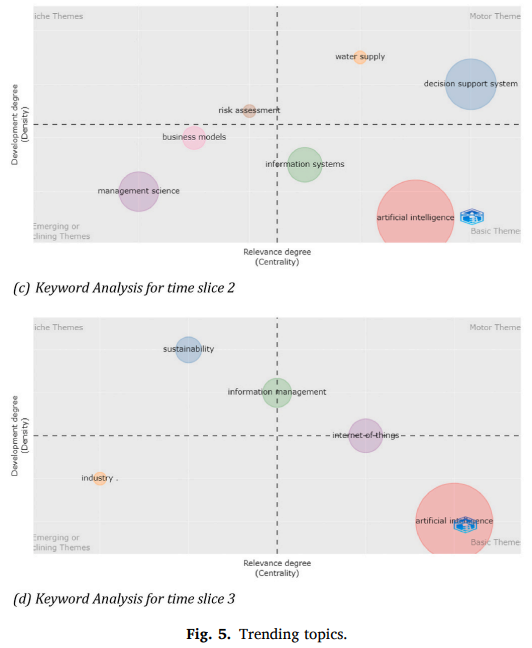 iche Themes Motor Theme
water supply
decision support system
risk assessment
Development degree
(Density)
business models
information systems
management science
artificial intelligence
Emerging or
clining Themes
Basic Theme
Relevance degree
(Centrality)
(c) Keyword Analysis for time slice 2
iche Themes Motor Theme
sustainability
information management
Development degree
(Density)
internet of things
industry .
artificial intelligence
Emerging or
clining Themes
Basic Theme
Relevance degree
(Centrality)
(d) Keyword Analysis for time slice 3
Fig. 5. Trending topics.